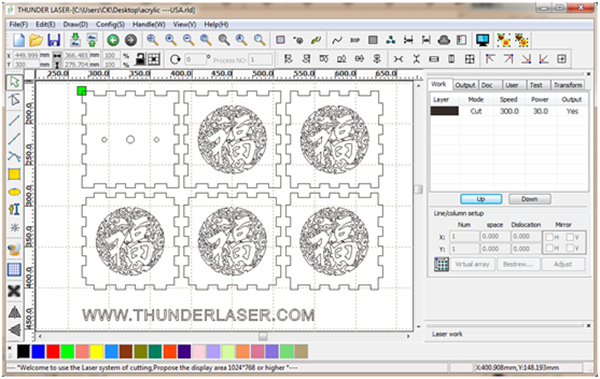 THUNDER LASER-[C:\Users\CK\Desktop\acrylic ---USA.rld]
File(F) Edit(E) Draw(D) Config(S) Handle(W) View(V) Help(H)
X 449.999 mm 366.485 mm 100 %
Y 300 mm 279.704 mm 100 %
0 Process NO: 1
250.0 300.0 350.0 400.0 450.0 500.0 550.0 600.0 650.0
200.0
250.0
300.0
350.0
400.0
450.0
福
福
福
福
福
WWW.THUNDERLASER.COM
Work Output Doc User Test Transform
Layer Mode Speed Power Output
Cut 300.0 30.0 Yes
Up Down
Line/column setup
Num space Dislocation Mirror
X: 1 0.000 0.000 H V
Y: 1 0.000 0.000 H V
Virtual array Bestrew... Adjust
Laser work
--- *Welcome to use the Laser system of cutting,Propose the display area 1024*768 or higher *---
X:400.908mm,Y:148.193mm